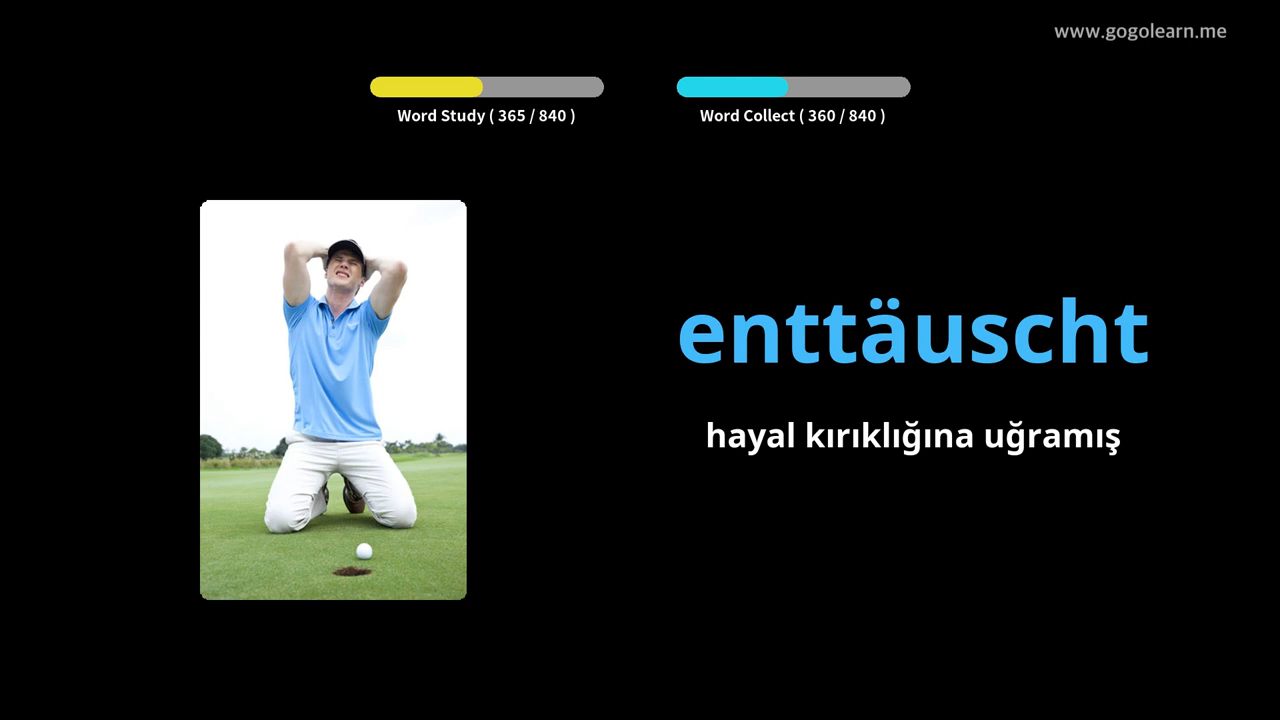 www.gogolearn.me
Word Study ( 365 / 840 )
Word Collect ( 360 / 840 )
enttäuscht
hayal kırıklığına uğramış